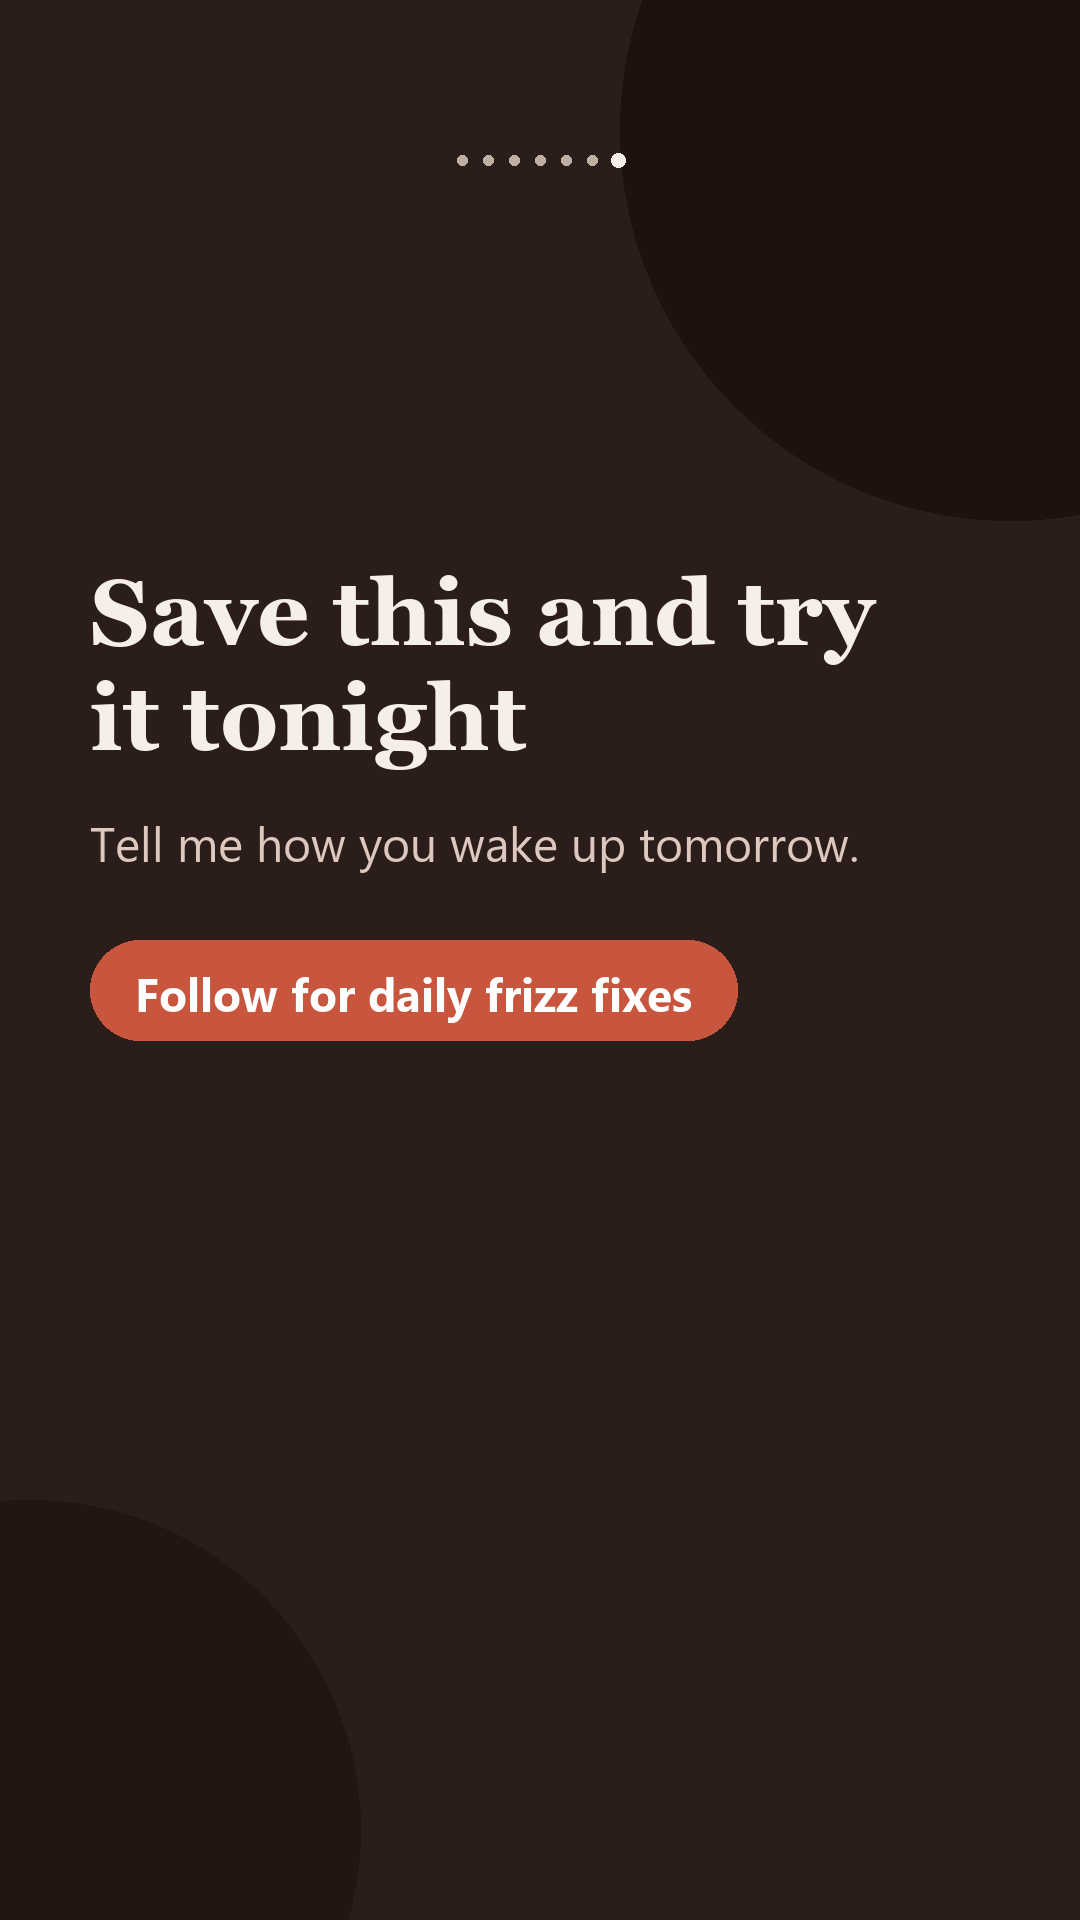 Save this and try
it tonight
Tell me how you wake up tomorrow.
Follow for daily frizz fixes